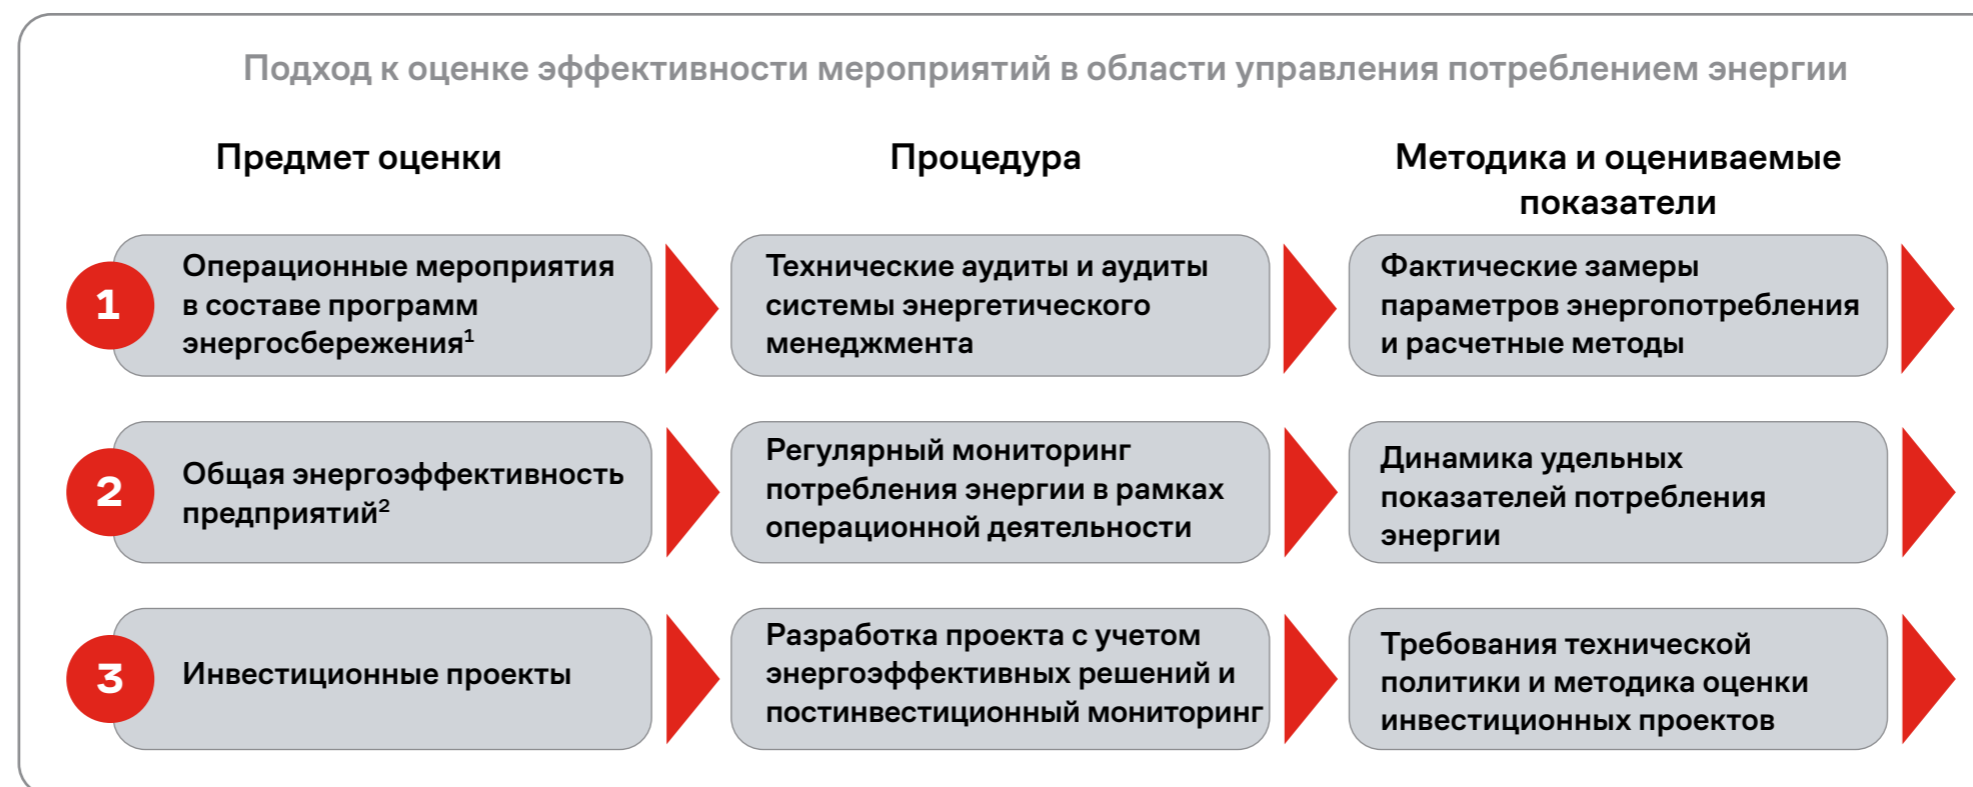 Подход к оценке эффективности мероприятий в области управления потреблением энергии
Предмет оценки
Процедура
Методика и оцениваемые
показатели
1
Операционные мероприятия
в составе программ
энергосбережения¹
Технические аудиты и аудиты
системы энергетического
менеджмента
Фактические замеры
параметров энергопотребления
и расчетные методы
2
Общая энергоэффективность
предприятий²
Регулярный мониторинг
потребления энергии в рамках
операционной деятельности
Динамика удельных
показателей потребления
энергии
3
Инвестиционные проекты
Разработка проекта с учетом
энергоэффективных решений и
постинвестиционный мониторинг
Требования технической
политики и методика оценки
инвестиционных проектов